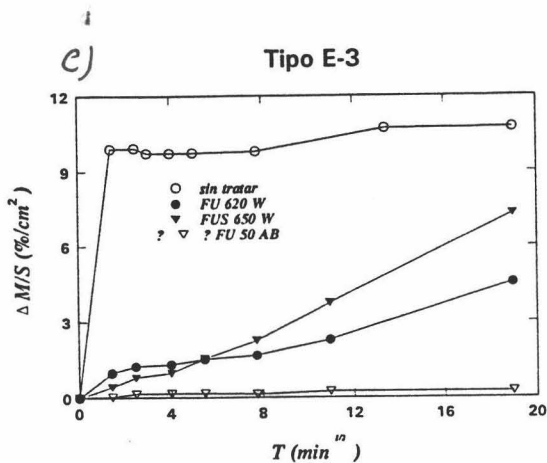 c)
Tipo E-3
12
9
6
3
0
Δ M/S (%/cm²)
sin tratar
FU 620 W
FUS 650 W
? ? FU 50 AB
0 4 8 12 16 20
T (min ¹/²)